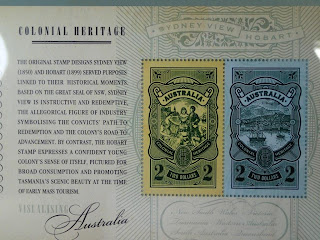 COLONIAL HERITAGE
SYDNEY VIEW
HOBART
THE ORIGINAL STAMP DESIGNS SYDNEY VIEW
(1850) AND HOBART (1899) SERVED PURPOSES
LINKED TO THEIR HISTORICAL MOMENTS.
BASED ON THE GREAT SEAL OF NSW, SYDNEY
VIEW IS INSTRUCTIVE AND REDEMPTIVE,
THE ALLEGORICAL FIGURE OF INDUSTRY
SYMBOLISING THE CONVICTS' PATH TO
REDEMPTION AND THE COLONY'S ROAD TO
ADVANCEMENT. BY CONTRAST, THE HOBART
STAMP EXPRESSES A CONFIDENT YOUNG
COLONY'S SENSE OF ITSELF, PICTURED FOR
BROAD CONSUMPTION AND PROMOTING
TASMANIA'S SCENIC BEAUTY AT THE TIME
OF EARLY MASS TOURISM.
VISUALISING
Australia
AUSTRALIA
2 TWO DOLLARS 2
AUSTRALIA
2 TWO DOLLARS 2